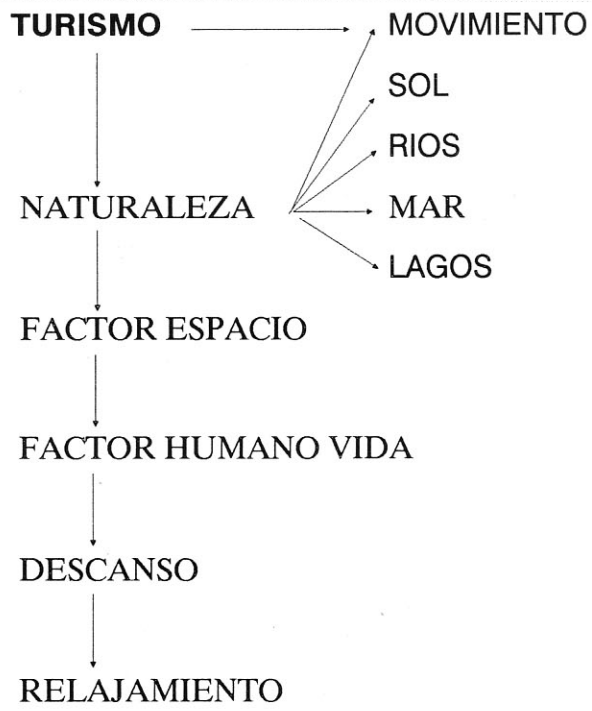 TURISMO MOVIMIENTO
SOL
RIOS
NATURALEZA MAR
LAGOS
FACTOR ESPACIO
FACTOR HUMANO VIDA
DESCANSO
RELAJAMIENTO